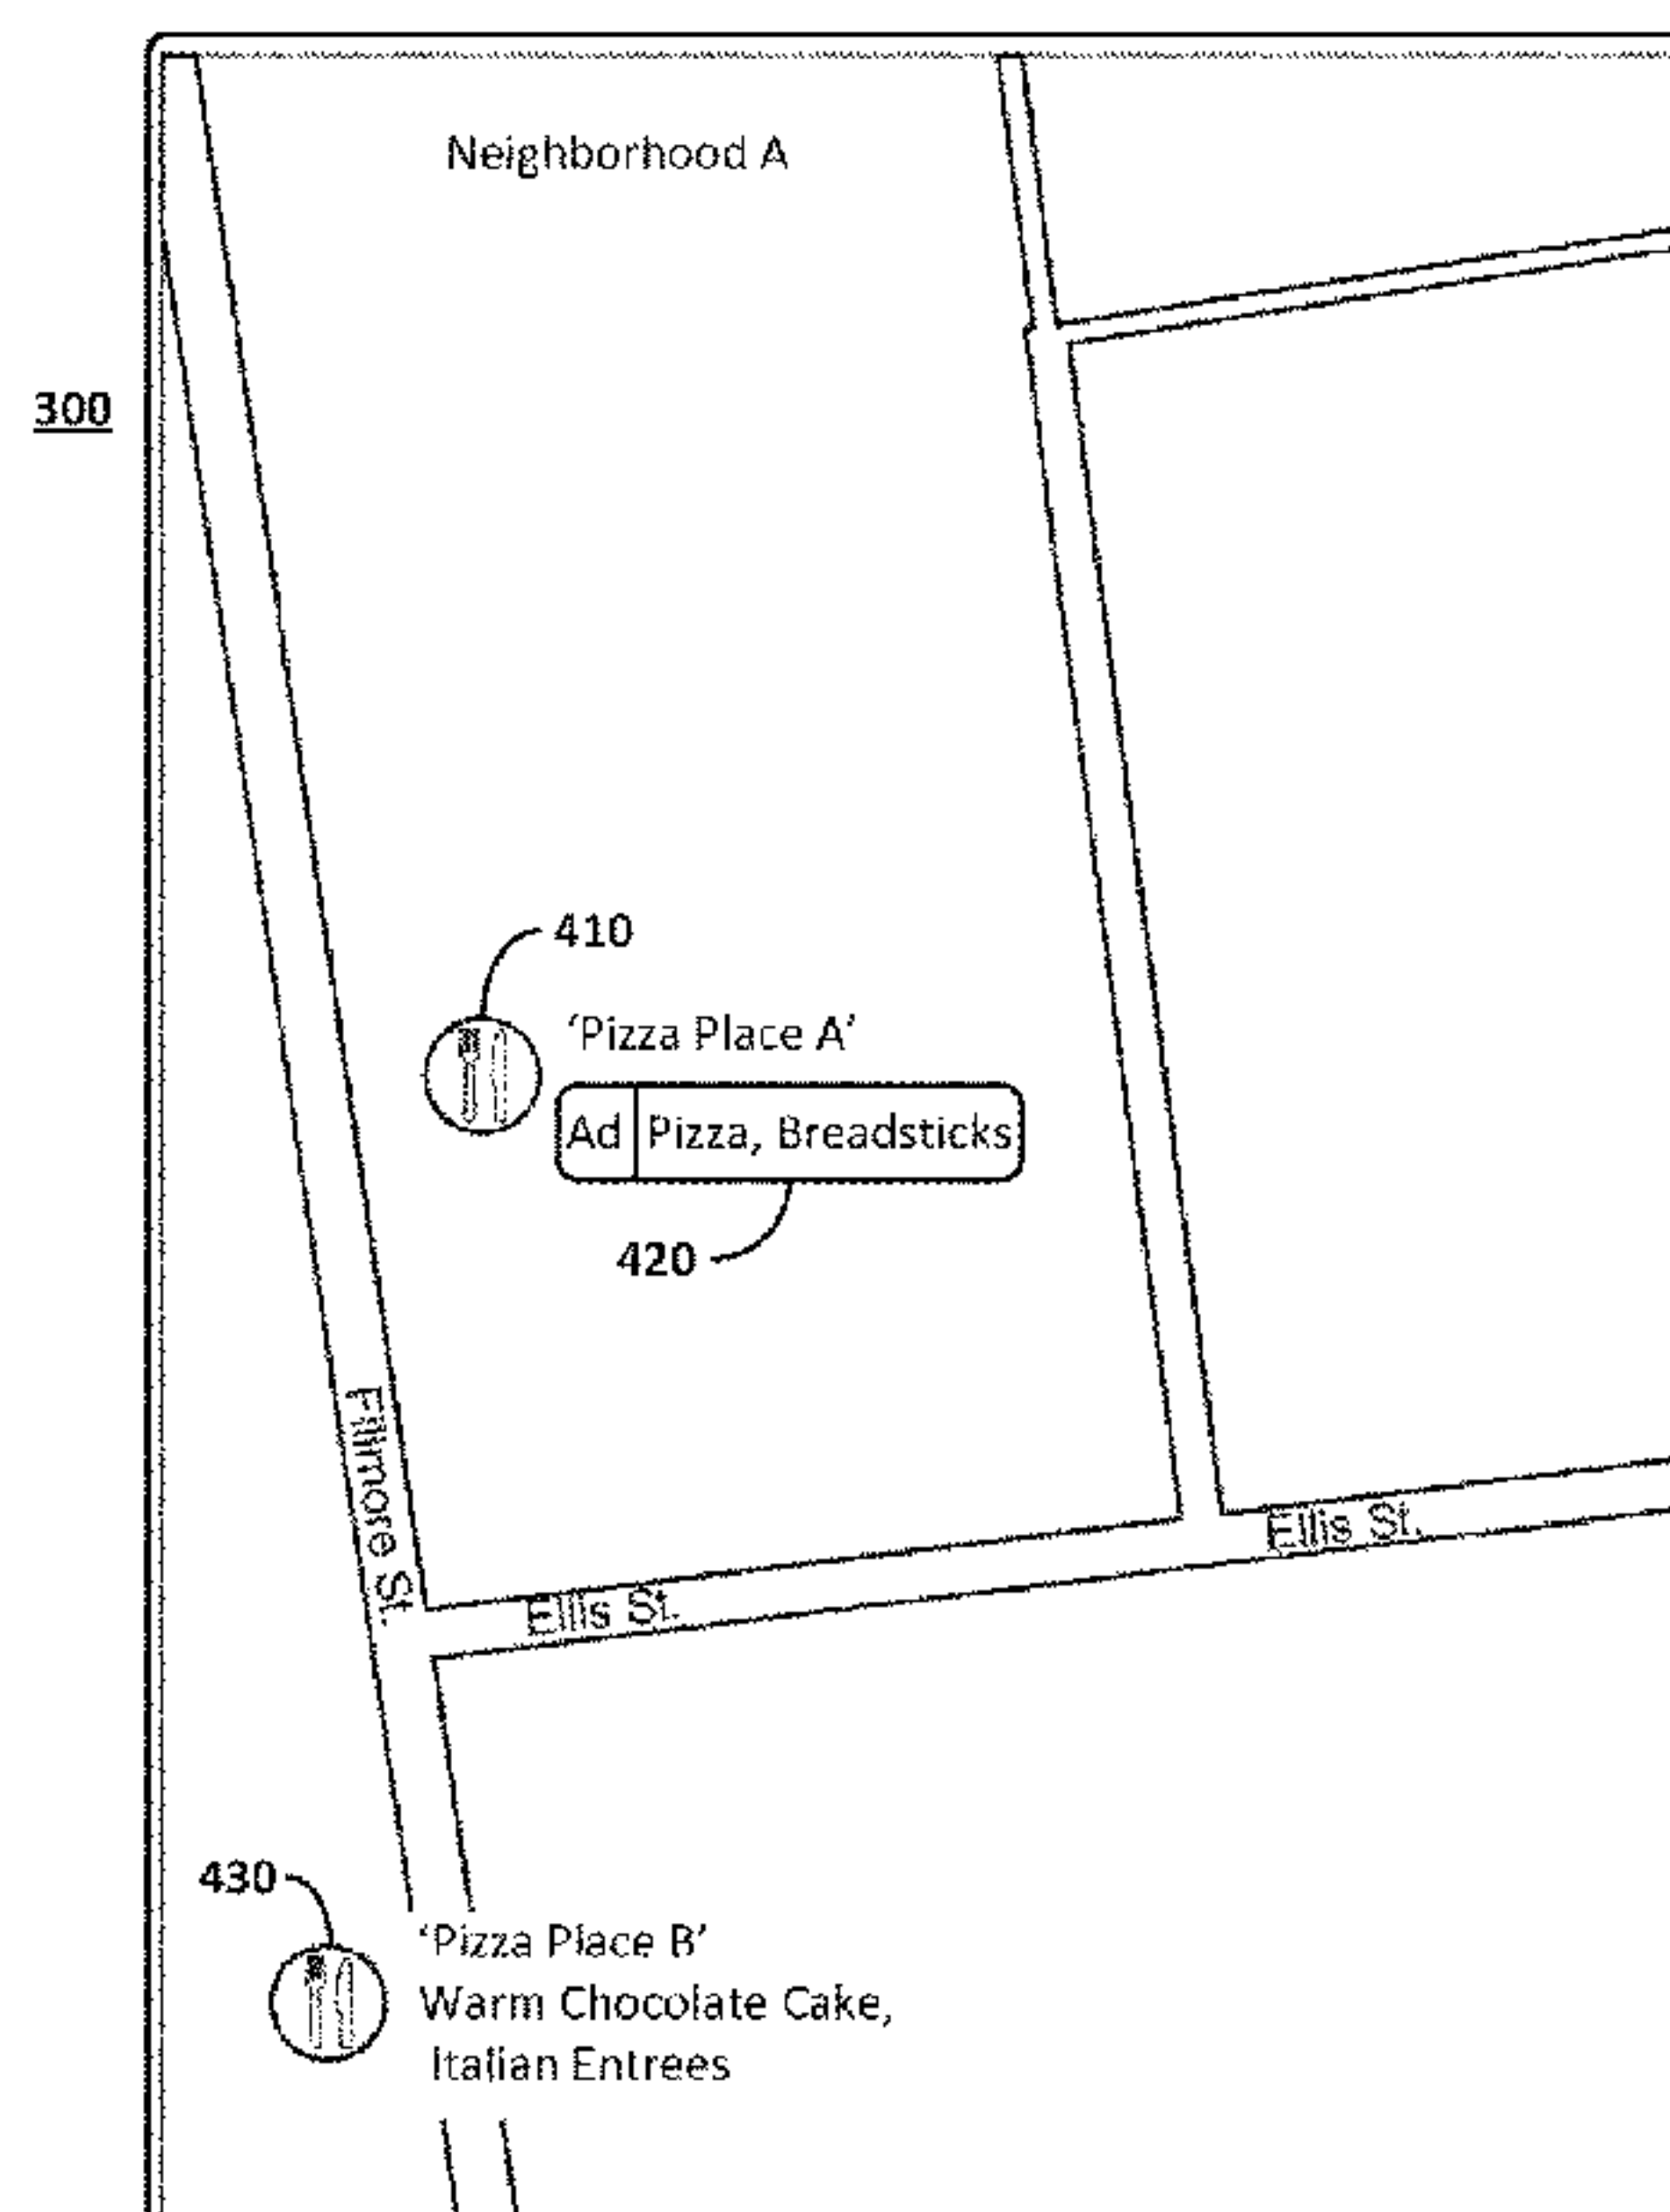 Neighborhood A
300
410
‘Pizza Place A’
Ad Pizza, Breadsticks
420
Fillmose St.
Ellis St.
Ellis St.
430
‘Pizza Place B’
Warm Chocolate Cake,
Italian Entrees